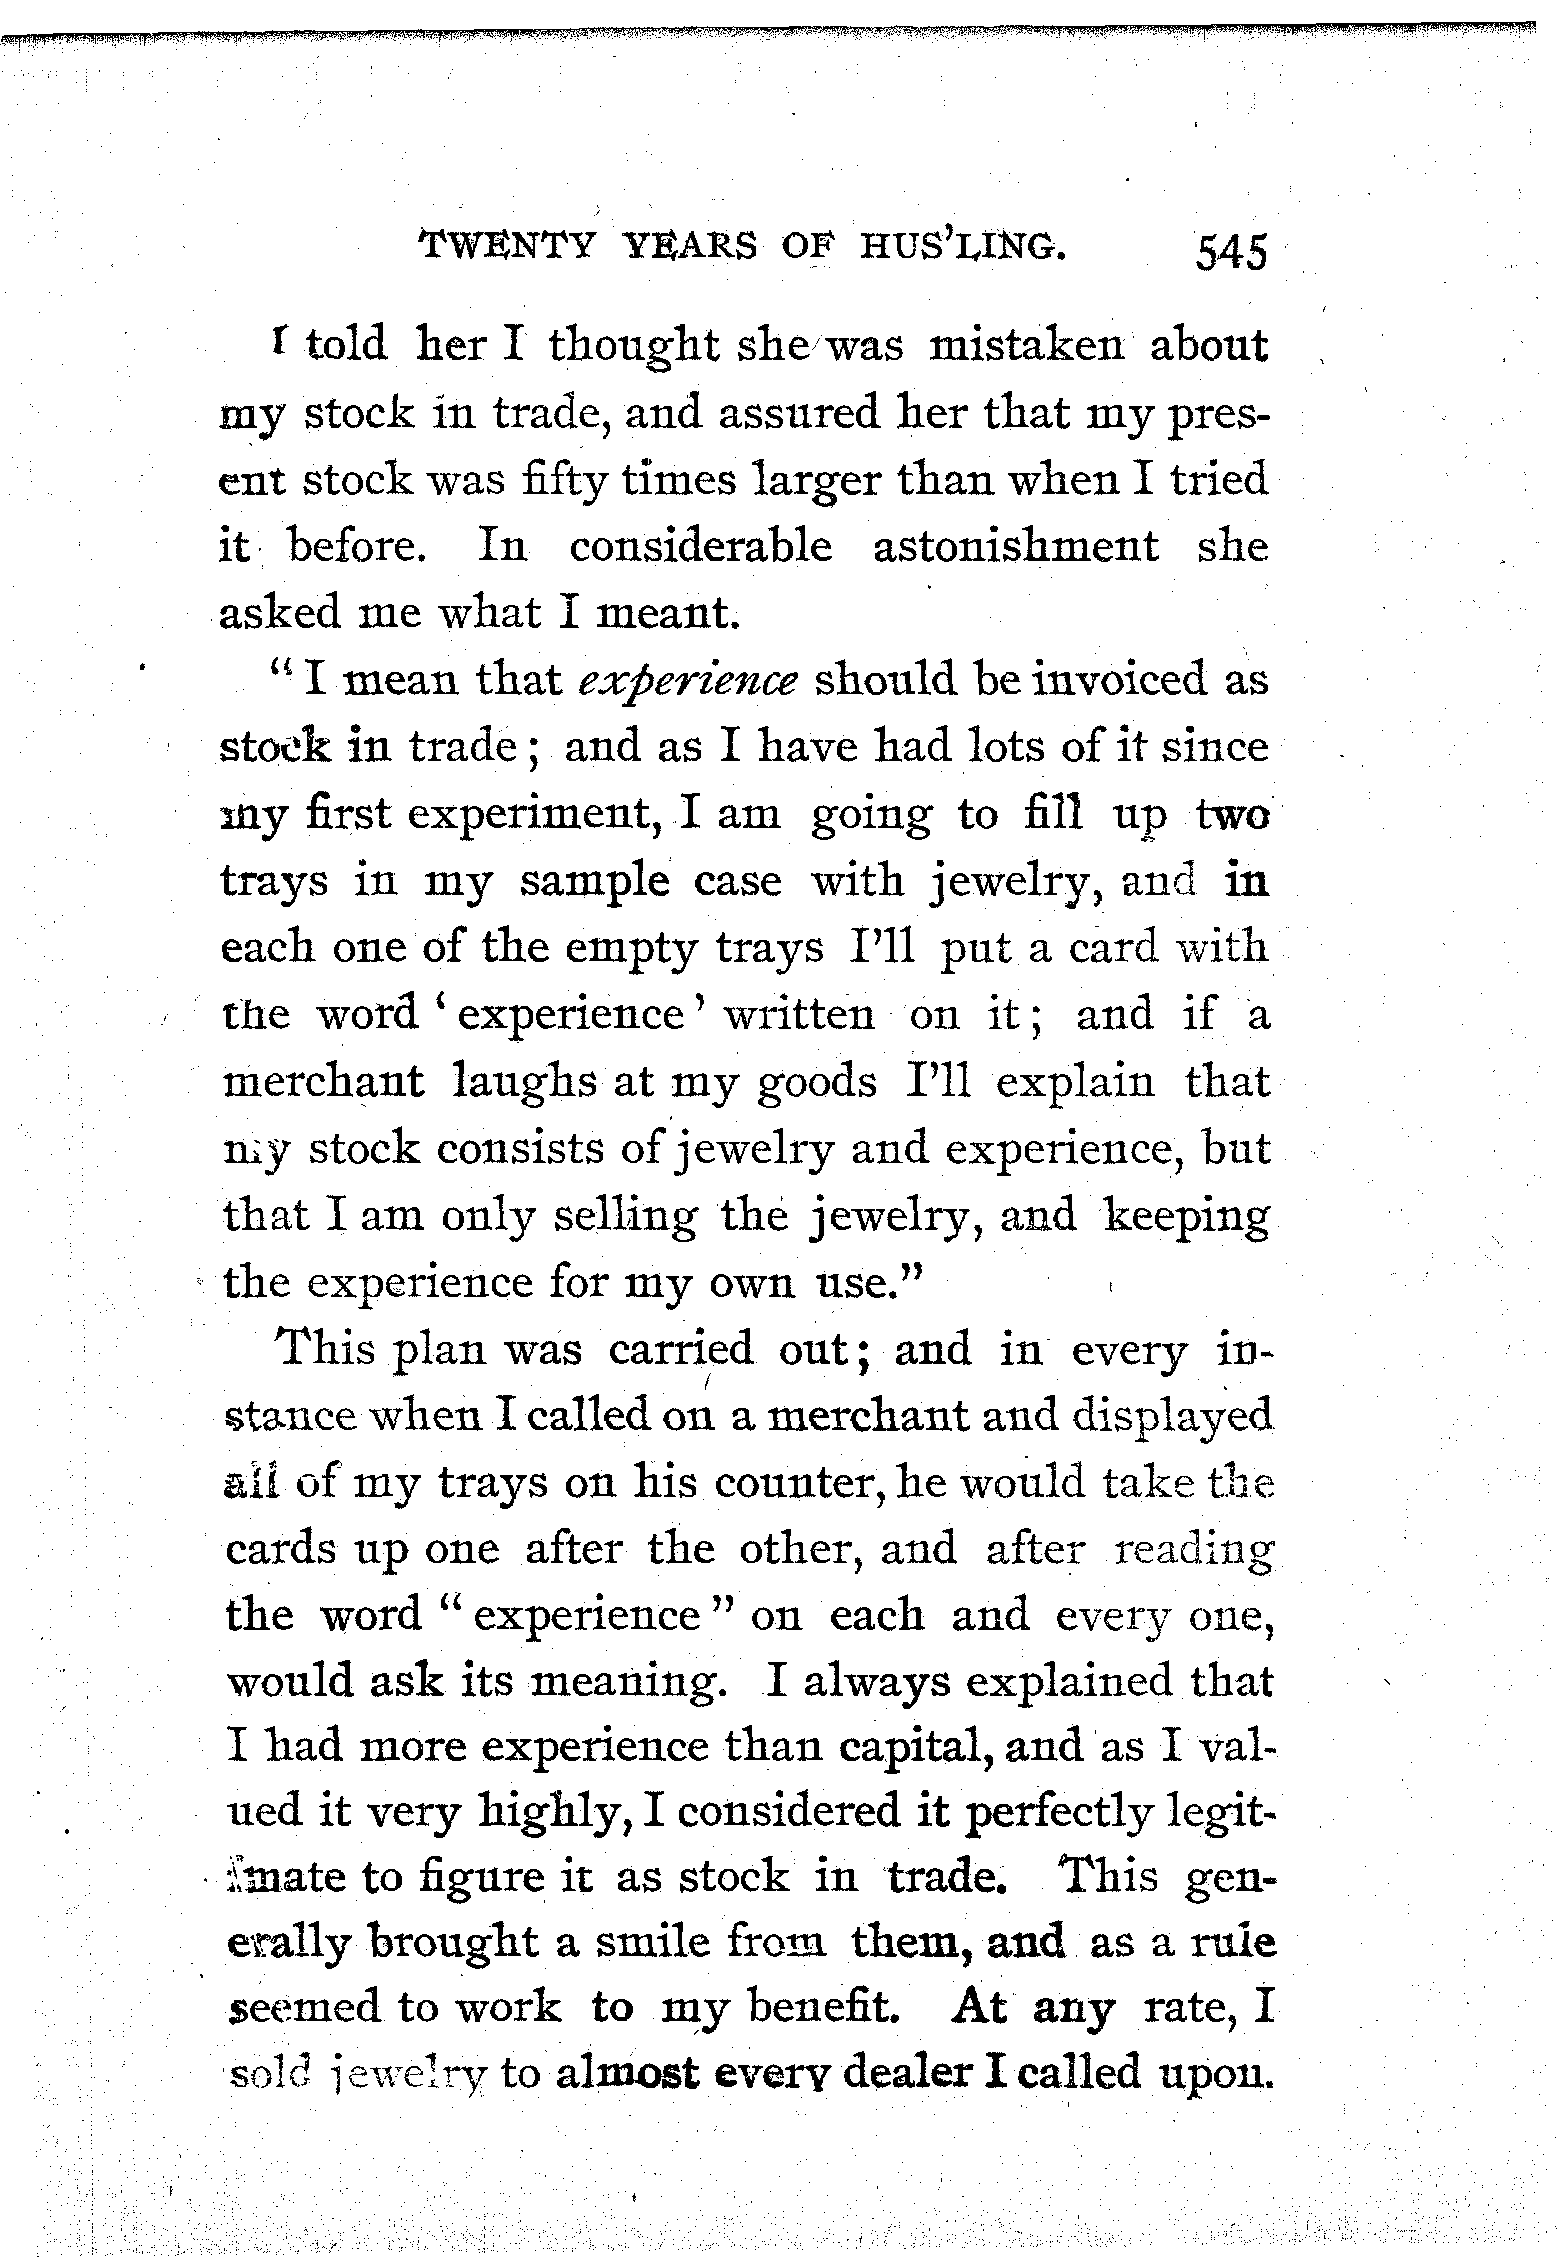 TWENTY YEARS OF HUS'LING. 545
I told her I thought she was mistaken about
my stock in trade, and assured her that my pres-
ent stock was fifty times larger than when I tried
it before. In considerable astonishment she
asked me what I meant.
“I mean that experience should be invoiced as
stock in trade; and as I have had lots of it since
my first experiment, I am going to fill up two
trays in my sample case with jewelry, and in
each one of the empty trays I'll put a card with
the word ‘experience’ written on it; and if a
merchant laughs at my goods I'll explain that
my stock consists of jewelry and experience, but
that I am only selling the jewelry, and keeping
the experience for my own use.”
This plan was carried out; and in every in-
stance when I called on a merchant and displayed
all of my trays on his counter, he would take the
cards up one after the other, and after reading
the word “experience” on each and every one,
would ask its meaning. I always explained that
I had more experience than capital, and as I val-
ued it very highly, I considered it perfectly legit-
imate to figure it as stock in trade. This gen-
erally brought a smile from them, and as a rule
seemed to work to my benefit. At any rate, I
sold jewelry to almost every dealer I called upon.